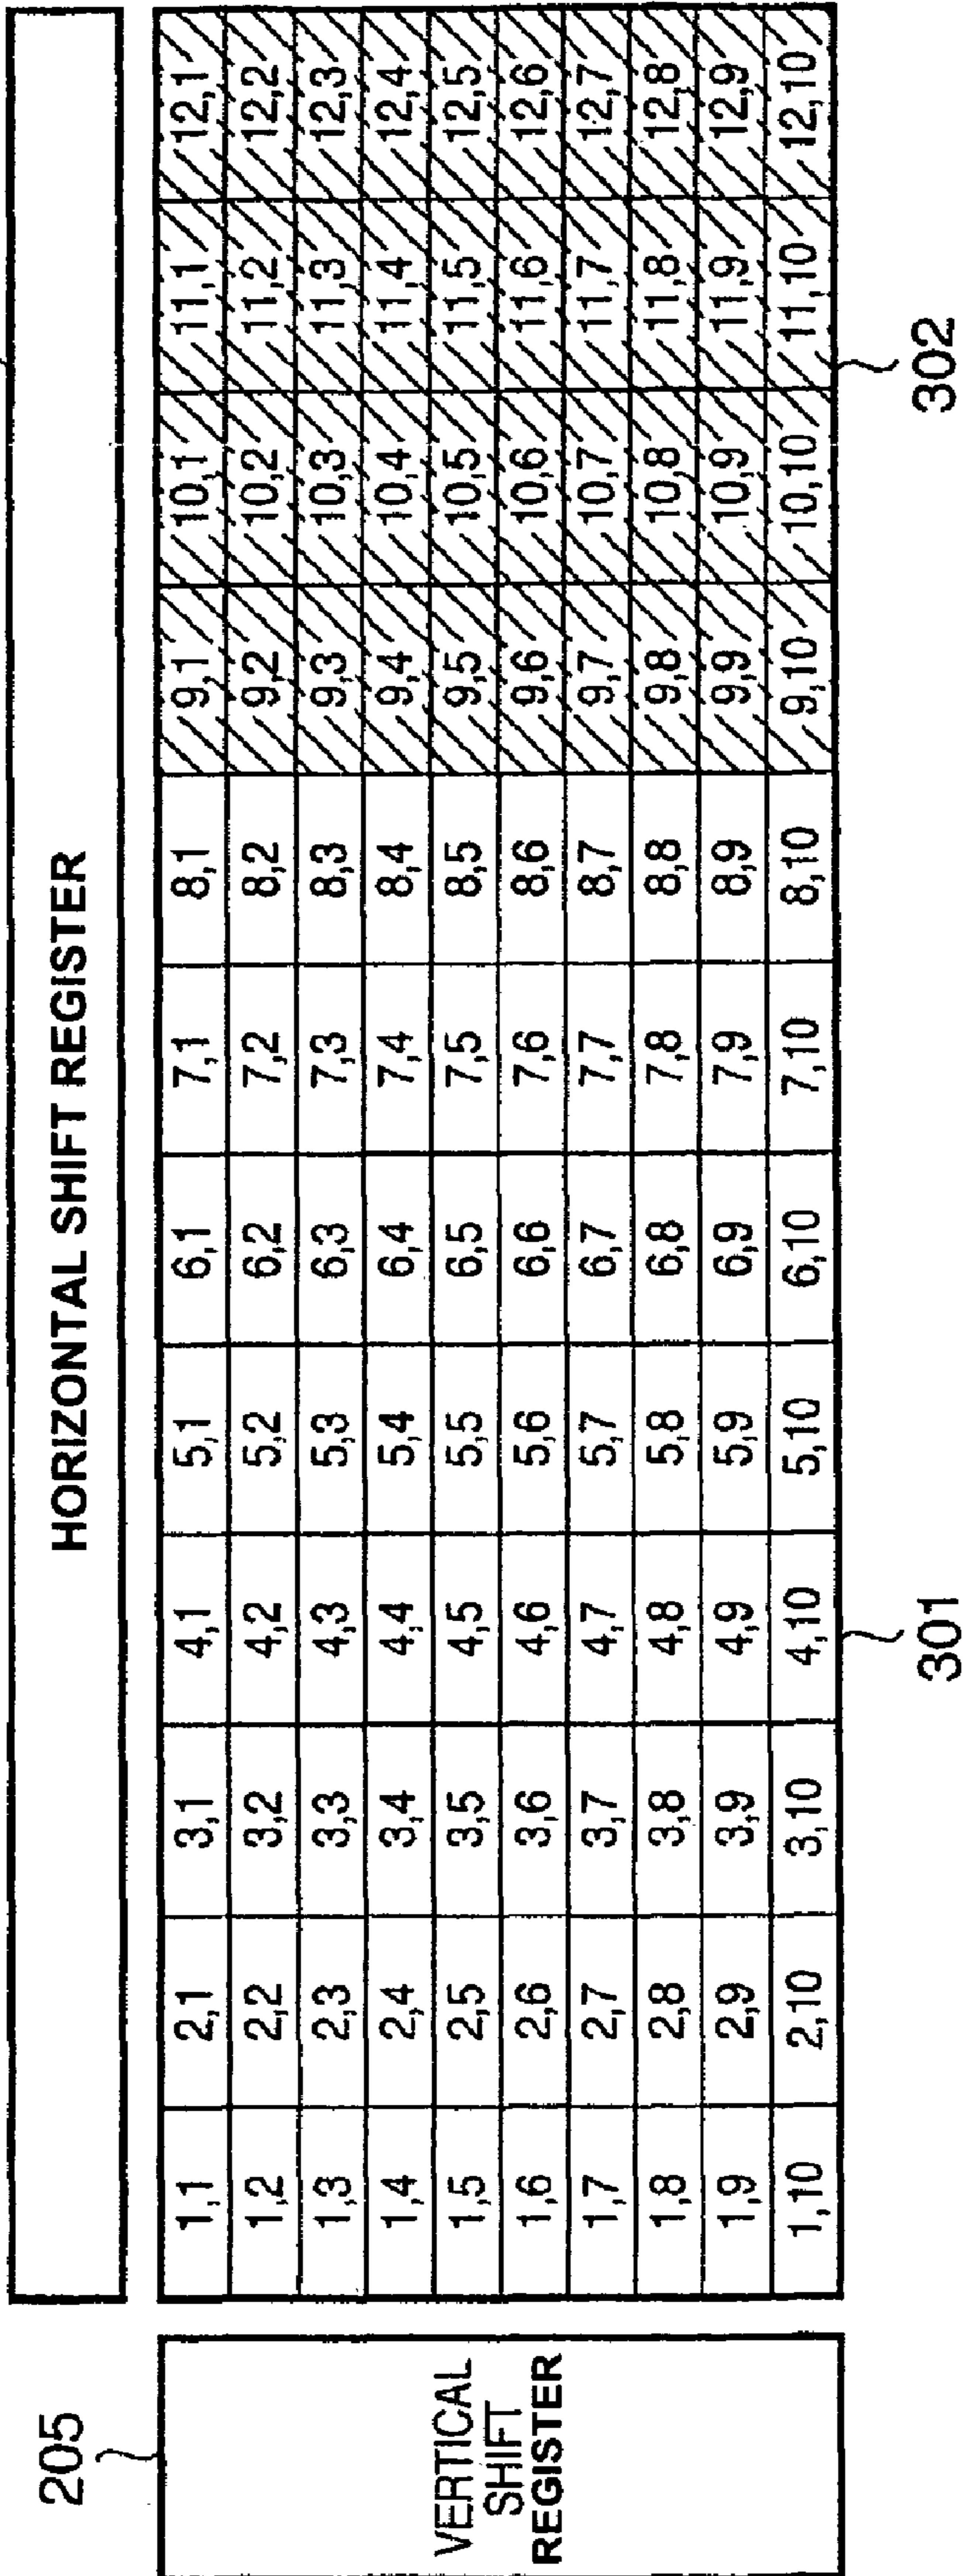 HORIZONTAL SHIFT REGISTER
205
VERTICAL
SHIFT
REGISTER
1,1 2,1 3,1 4,1 5,1 6,1 7,1 8,1 9,1 10,1 11,1 12,1
1,2 2,2 3,2 4,2 5,2 6,2 7,2 8,2 9,2 10,2 11,2 12,2
1,3 2,3 3,3 4,3 5,3 6,3 7,3 8,3 9,3 10,3 11,3 12,3
1,4 2,4 3,4 4,4 5,4 6,4 7,4 8,4 9,4 10,4 11,4 12,4
1,5 2,5 3,5 4,5 5,5 6,5 7,5 8,5 9,5 10,5 11,5 12,5
1,6 2,6 3,6 4,6 5,6 6,6 7,6 8,6 9,6 10,6 11,6 12,6
1,7 2,7 3,7 4,7 5,7 6,7 7,7 8,7 9,7 10,7 11,7 12,7
1,8 2,8 3,8 4,8 5,8 6,8 7,8 8,8 9,8 10,8 11,8 12,8
1,9 2,9 3,9 4,9 5,9 6,9 7,9 8,9 9,9 10,9 11,9 12,9
1,10 2,10 3,10 4,10 5,10 6,10 7,10 8,10 9,10 10,10 11,10 12,10
301 302